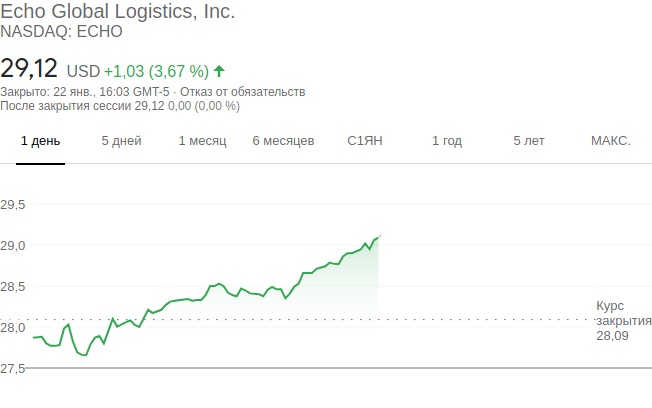 Echo Global Logistics, Inc.
NASDAQ: ECHO
29,12 USD +1,03 (3,67 %)
Закрыто: 22 янв., 16:03 GMT-5 · Отказ от обязательств
После закрытия сессии 29,12 0,00 (0,00 %)
1 день 5 дней 1 месяц 6 месяцев С1ЯН 1 год 5 лет МАКС.
29,5
29,0
28,5
28,0
27,5
Курс
закрытия
28,09